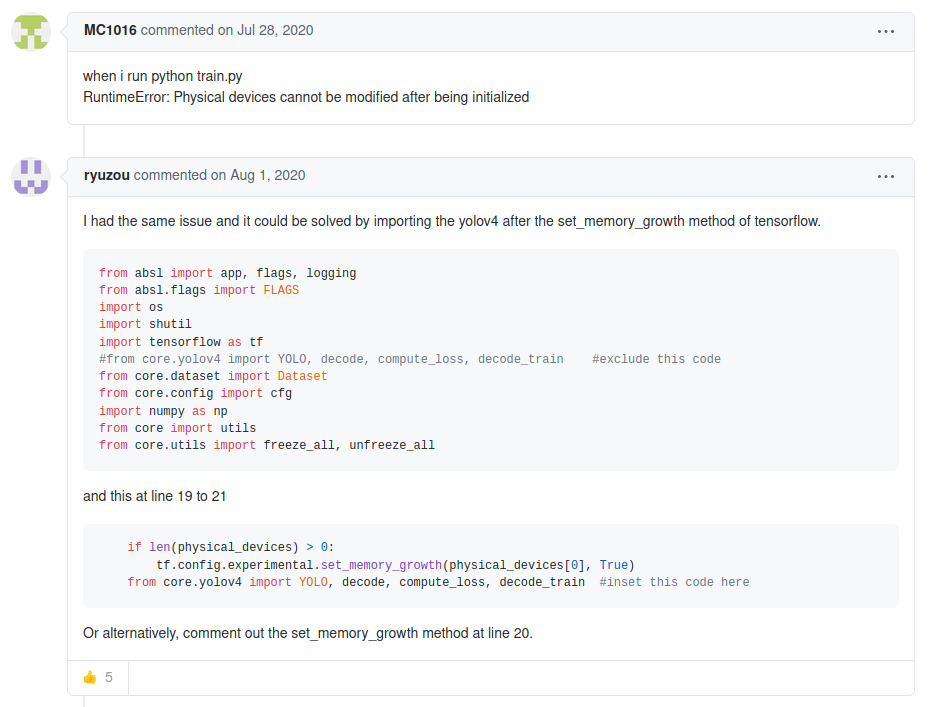 MC1016 commented on Jul 28, 2020
when i run python train.py
RuntimeError: Physical devices cannot be modified after being initialized
ryuzou commented on Aug 1, 2020
I had the same issue and it could be solved by importing the yolov4 after the set_memory_growth method of tensorflow.
from absl import app, flags, logging
from absl.flags import FLAGS
import os
import shutil
import tensorflow as tf
#from core.yolov4 import YOLO, decode, compute_loss, decode_train    #exclude this code
from core.dataset import Dataset
from core.config import cfg
import numpy as np
from core import utils
from core.utils import freeze_all, unfreeze_all
and this at line 19 to 21
    if len(physical_devices) > 0:
        tf.config.experimental.set_memory_growth(physical_devices[0], True)
    from core.yolov4 import YOLO, decode, compute_loss, decode_train  #inset this code here
Or alternatively, comment out the set_memory_growth method at line 20.
👍 5